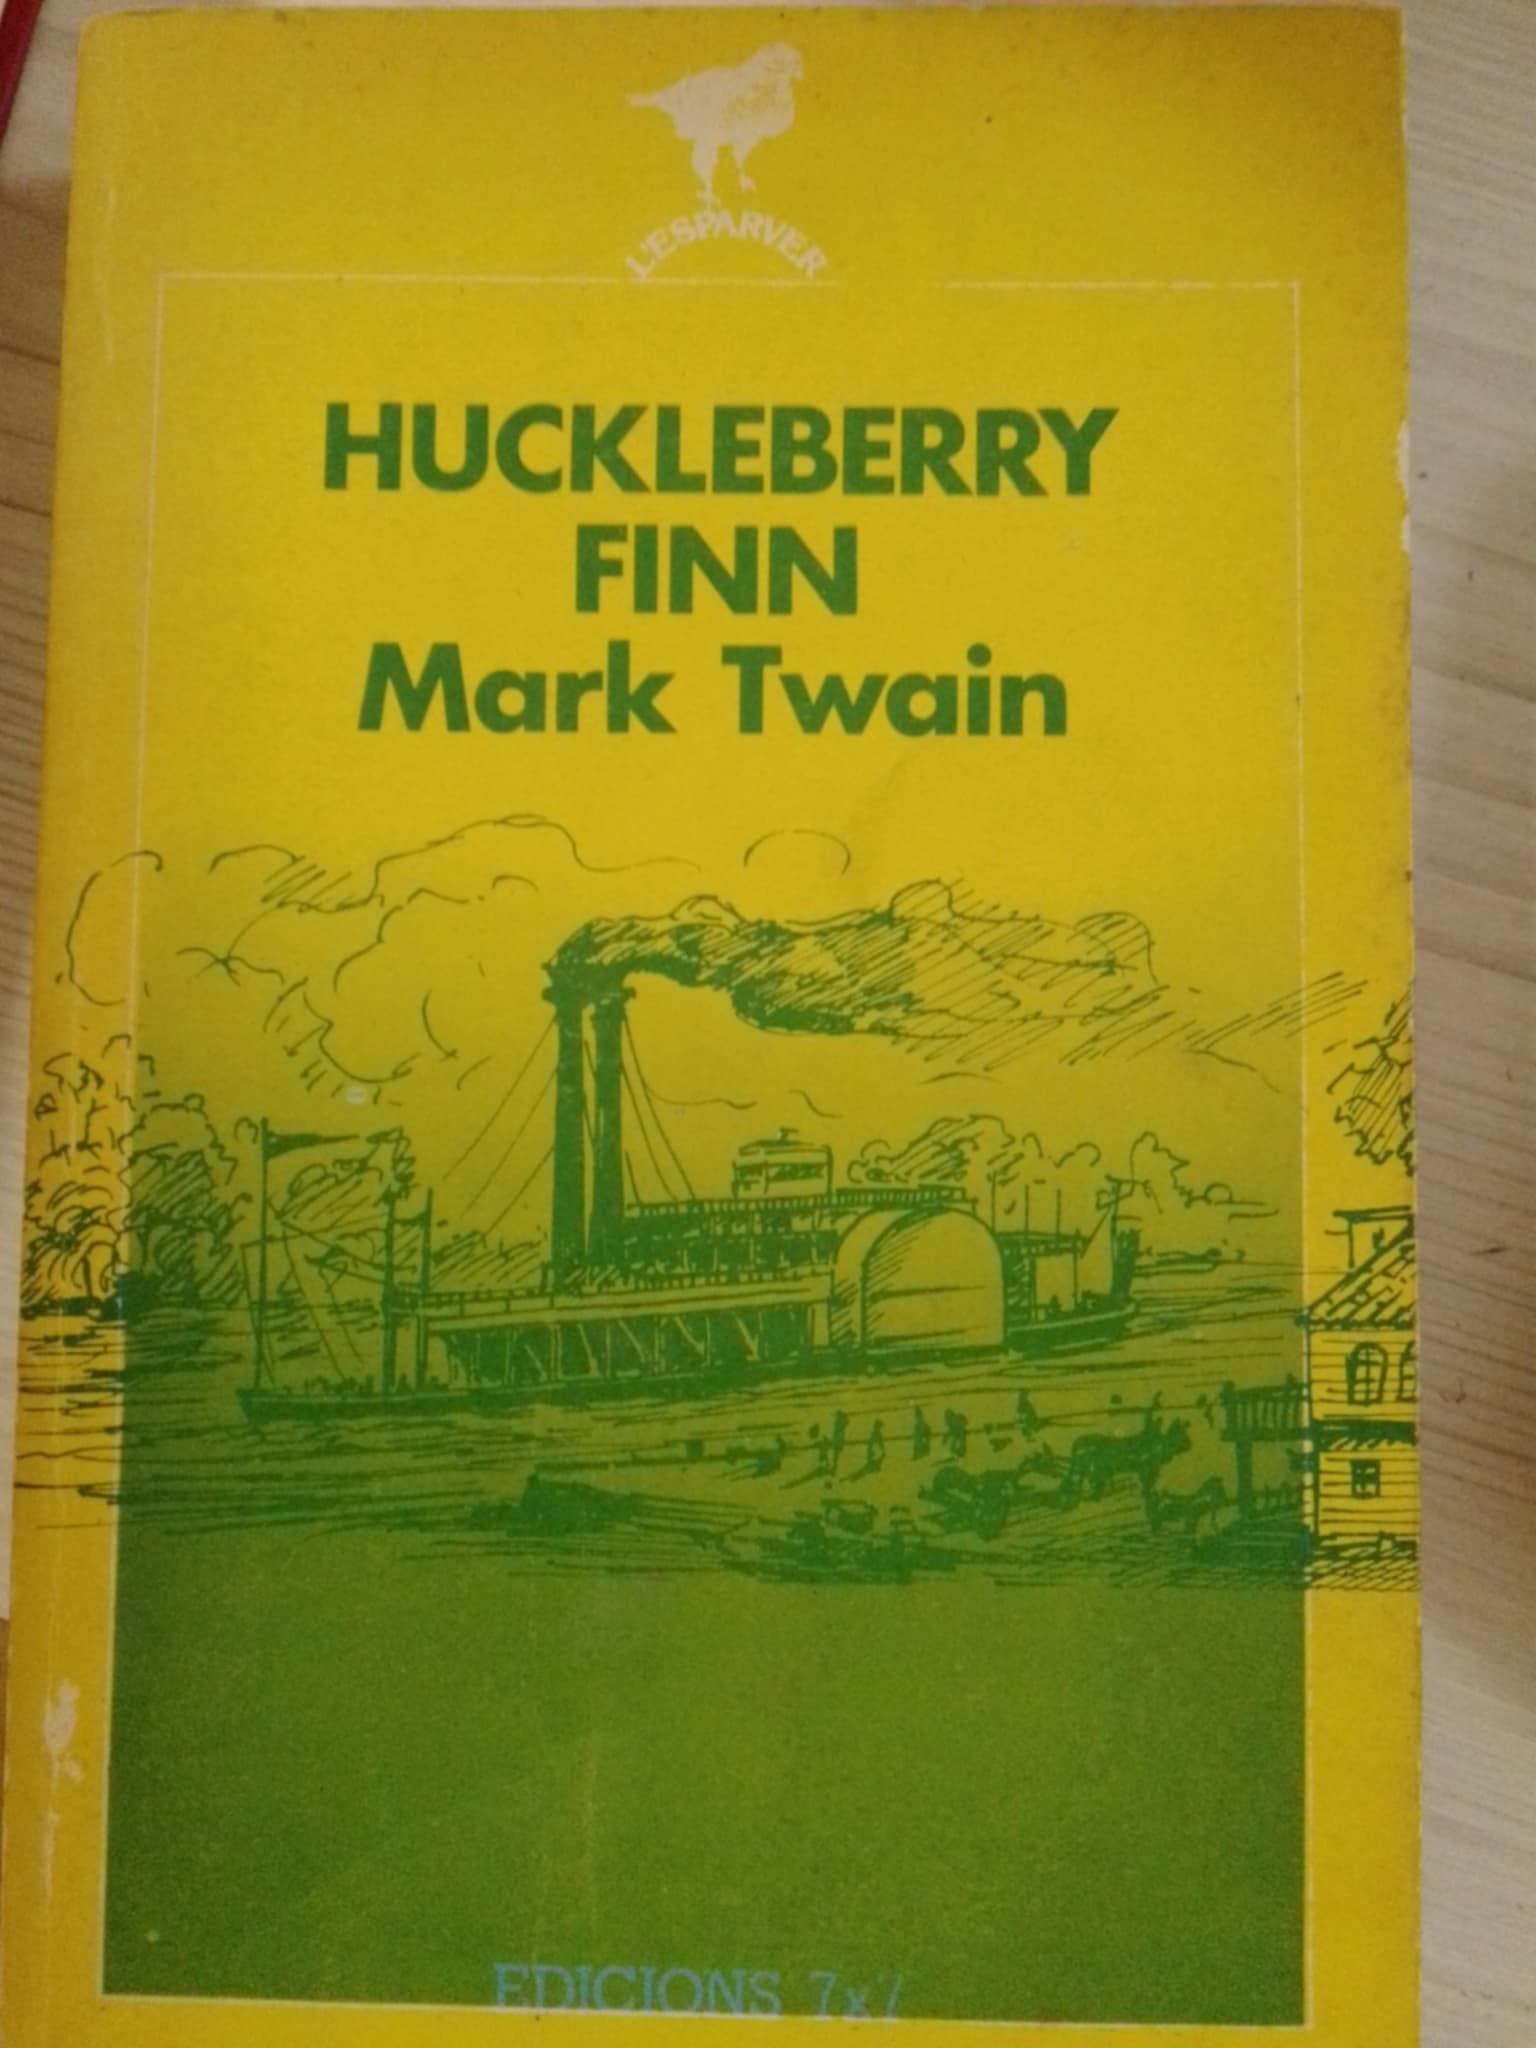 L'ESPARVER
HUCKLEBERRY
FINN
Mark Twain
EDICIONS 7x7